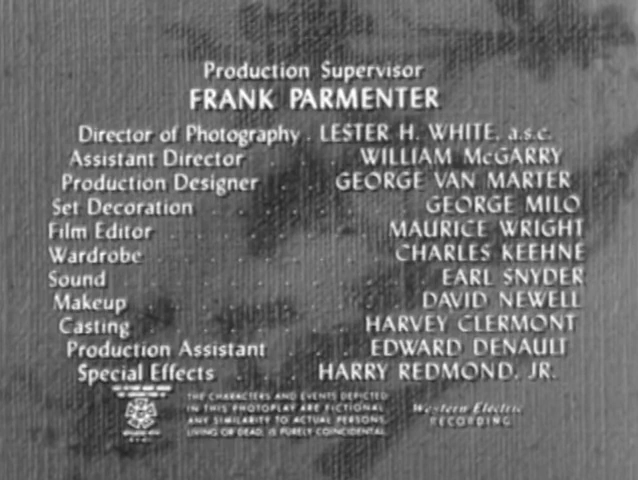 Production Supervisor
FRANK PARMENTER
Director of Photography . LESTER H. WHITE, a.s.c.
Assistant Director . . . . WILLIAM McGARRY
Production Designer . . . GEORGE VAN MARTER
Set Decoration . . . . . . GEORGE MILO
Film Editor . . . . . . . MAURICE WRIGHT
Wardrobe . . . . . . . . CHARLES KEEHNE
Sound . . . . . . . . . . EARL SNYDER
Makeup . . . . . . . . . DAVID NEWELL
Casting . . . . . . . . HARVEY CLERMONT
Production Assistant . . . EDWARD DENAULT
Special Effects . . . HARRY REDMOND, JR.
THE CHARACTERS AND EVENTS DEPICTED
IN THIS PHOTOPLAY ARE FICTIONAL.
ANY SIMILARITY TO ACTUAL PERSONS,
LIVING OR DEAD, IS PURELY COINCIDENTAL.
Western Electric
RECORDING